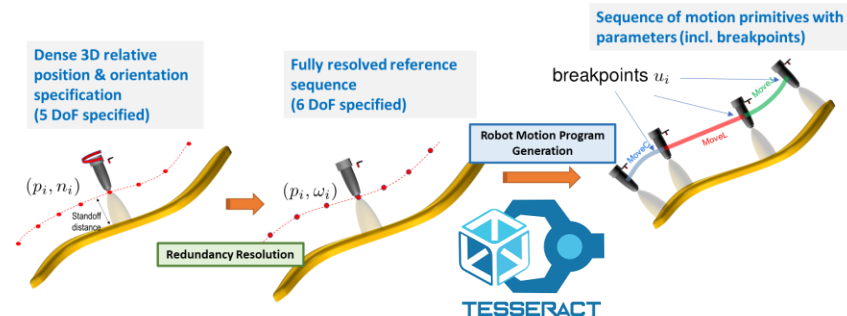 Dense 3D relative
position & orientation
specification
(5 DoF specified)
(p_i, n_i)
Standoff
distance
Redundancy Resolution
Fully resolved reference
sequence
(6 DoF specified)
(p_i, ω_i)
Robot Motion Program
Generation
TESSERACT
Sequence of motion primitives with
parameters (incl. breakpoints)
breakpoints u_i
MoveC
MoveL